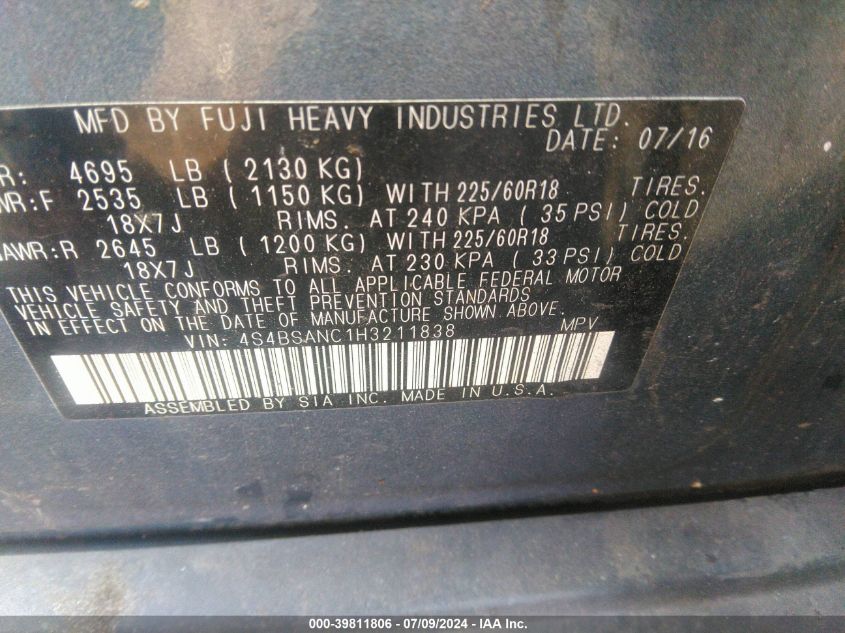 MFD BY FUJI HEAVY INDUSTRIES LTD.
DATE: 07/16
R: 4695 LB ( 2130 KG)
WR:F 2535 LB ( 1150 KG) WITH 225/60R18 TIRES.
18X7J RIMS. AT 240 KPA ( 35 PSI) COLD
AWR:R 2645 LB ( 1200 KG) WITH 225/60R18 TIRES.
18X7J RIMS. AT 230 KPA ( 33 PSI) COLD
THIS VEHICLE CONFORMS TO ALL APPLICABLE FEDERAL MOTOR
VEHICLE SAFETY AND THEFT PREVENTION STANDARDS
IN EFFECT ON THE DATE OF MANUFACTURE SHOWN ABOVE.
VIN: 4S4BSANC1H3211838 MPV
ASSEMBLED BY SIA INC. MADE IN U.S.A.
000-39811806 - 07/09/2024 - IAA Inc.